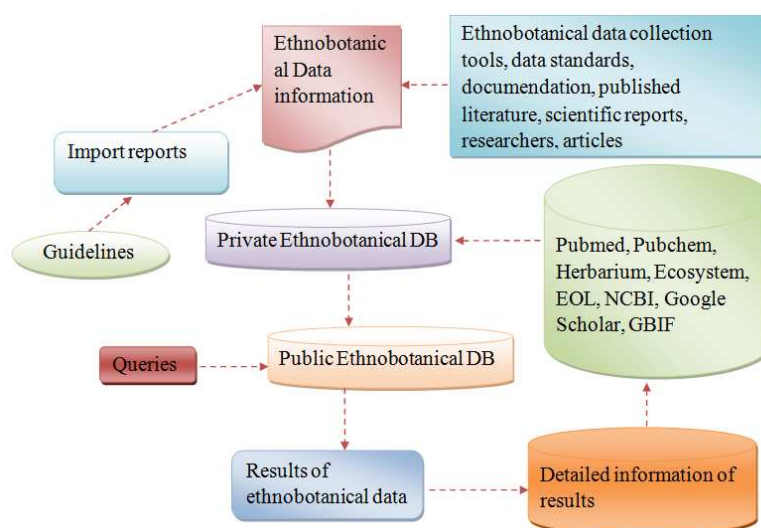 Ethnobotanic
al Data
information
Ethnobotanical data collection
tools, data standards,
documendation, published
literature, scientific reports,
researchers, articles
Import reports
Guidelines
Private Ethnobotanical DB
Pubmed, Pubchem,
Herbarium, Ecosystem,
EOL, NCBI, Google
Scholar, GBIF
Queries
Public Ethnobotanical DB
Results of
ethnobotanical data
Detailed information of
results